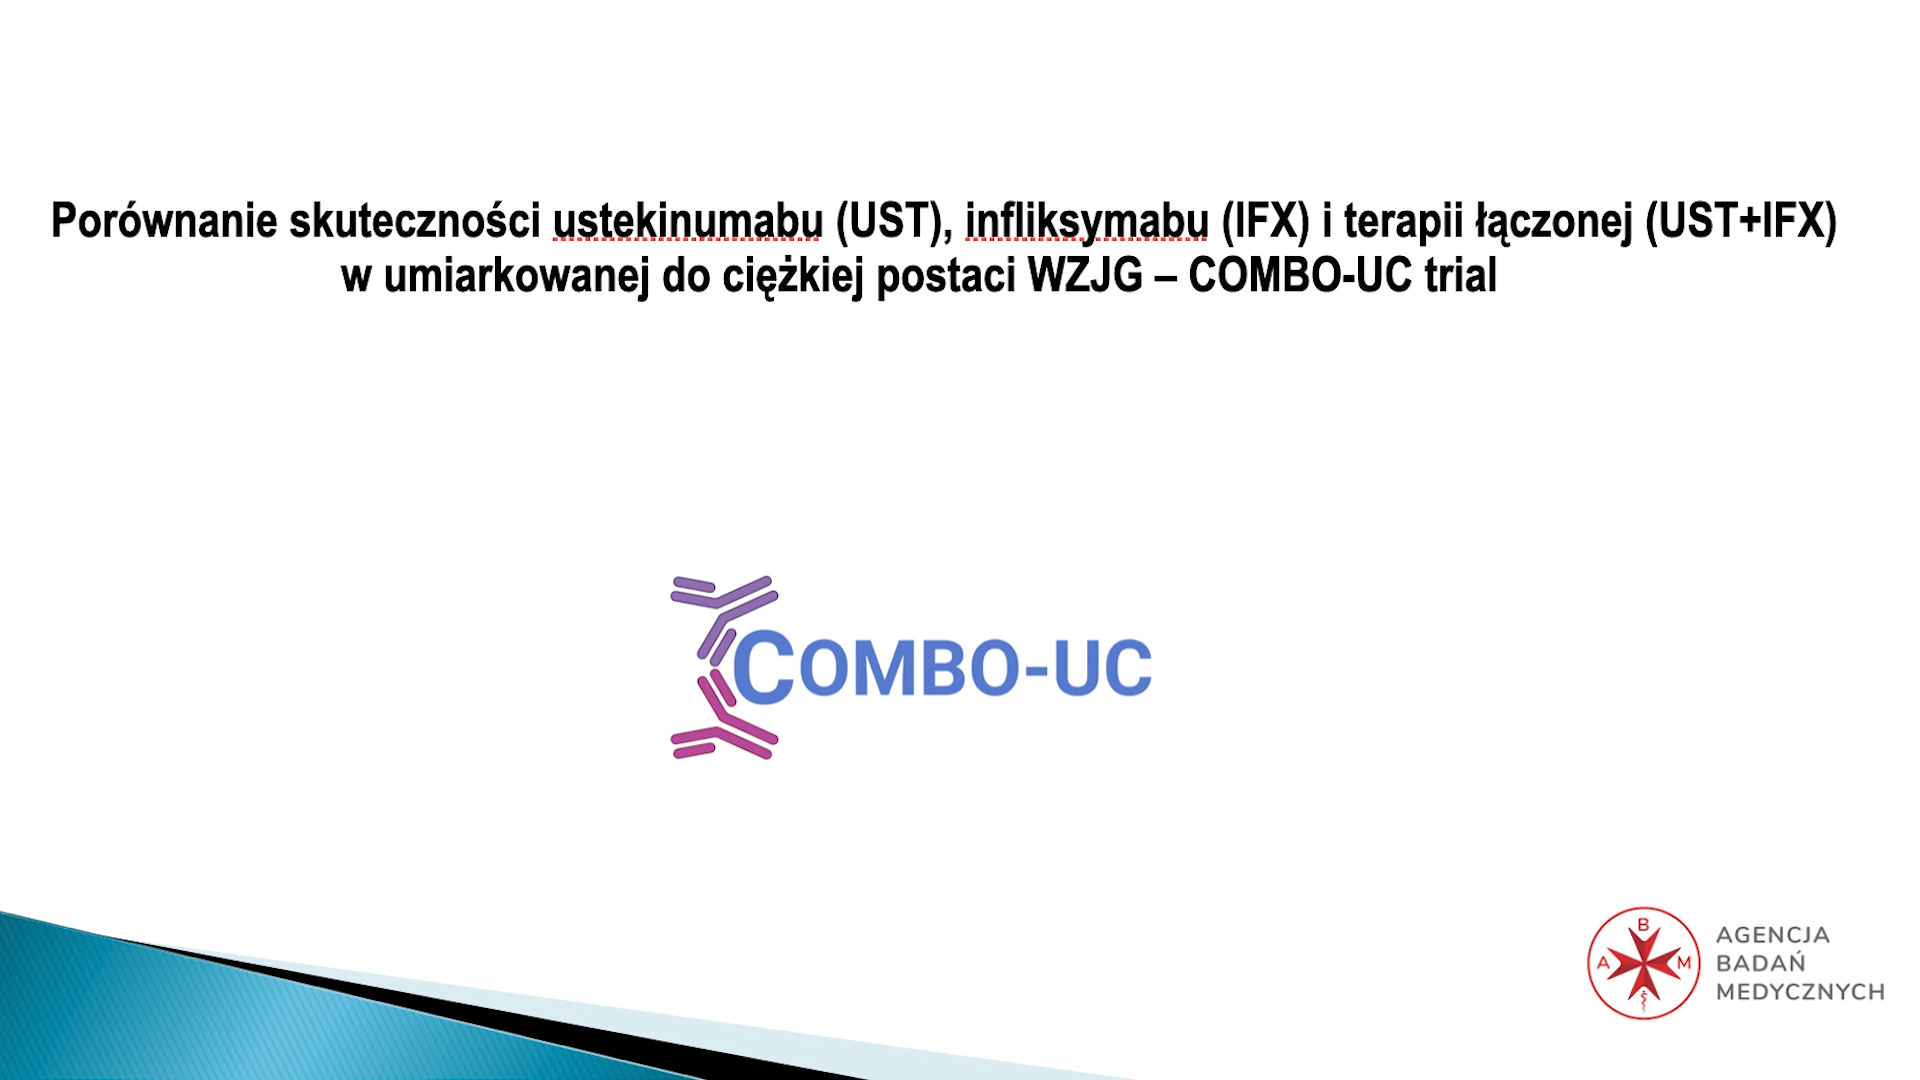 Porównanie skuteczności ustekinumabu (UST), infliksymabu (IFX) i terapii łączonej (UST+IFX)
w umiarkowanej do ciężkiej postaci WZJG – COMBO-UC trial
COMBO-UC
B
A M
AGENCJA
BADAŃ
MEDYCZNYCH